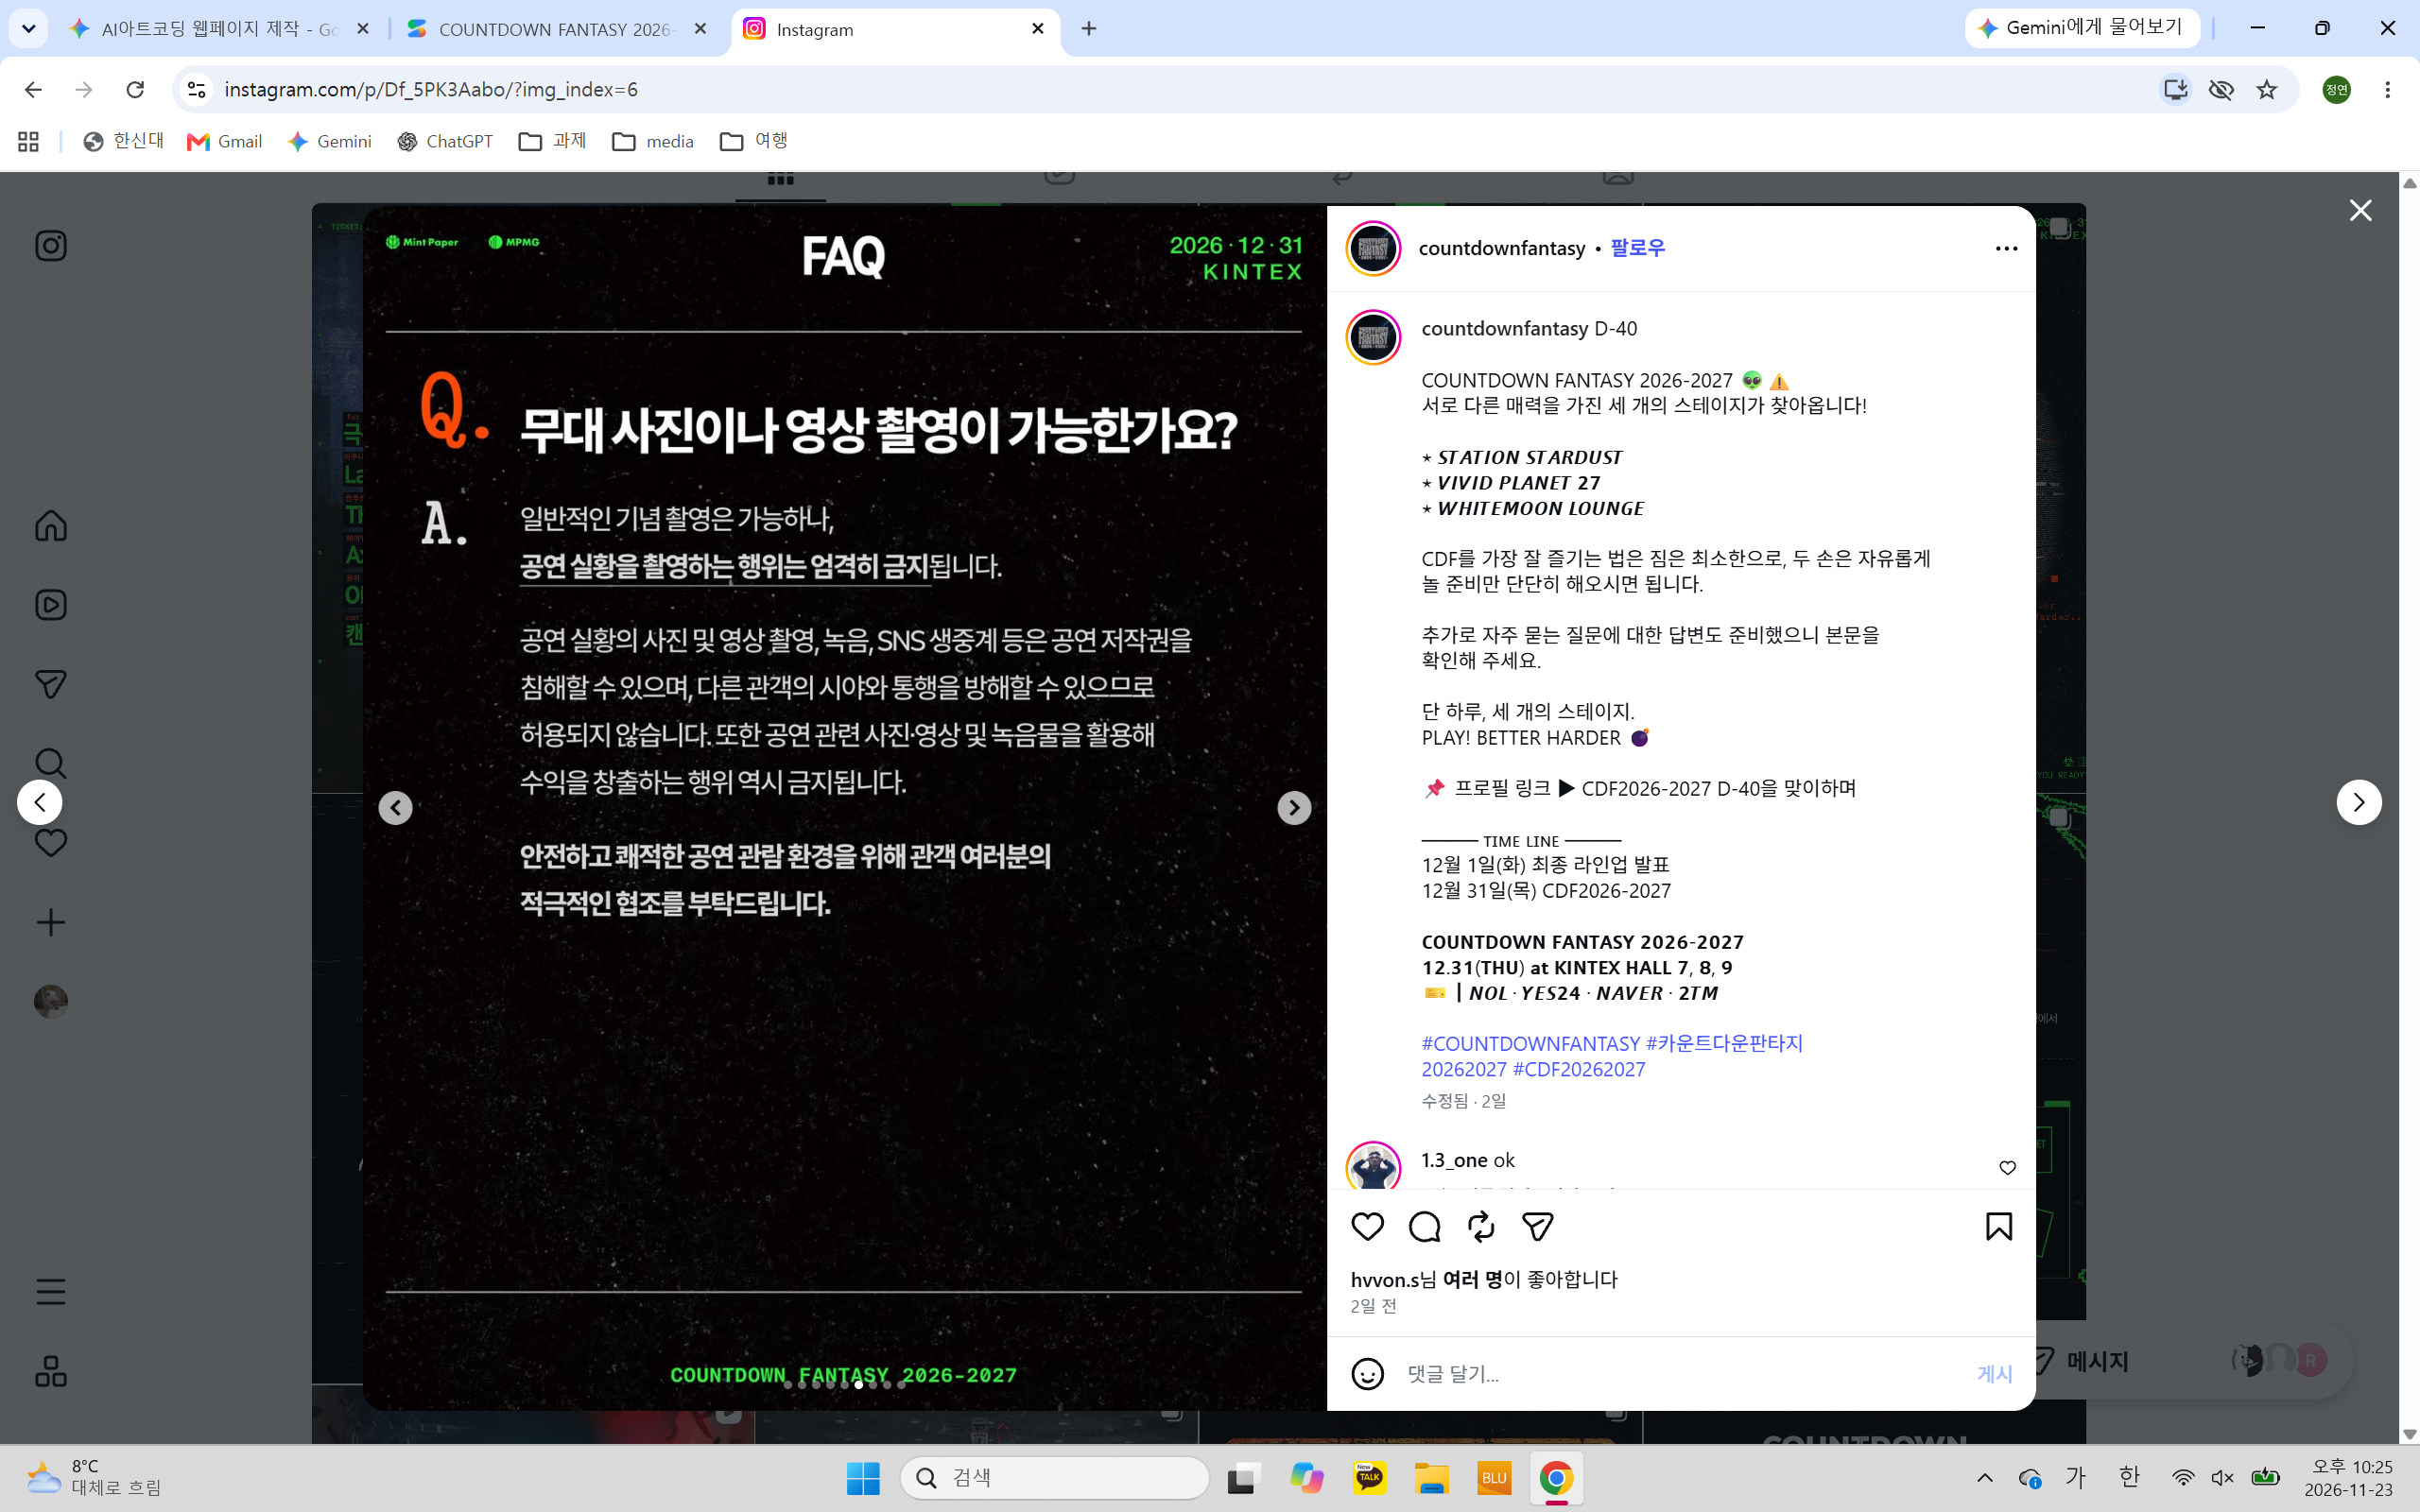 AI아트코딩 웹페이지 제작 - Go
COUNTDOWN FANTASY 2026-
Instagram
Gemini에게 물어보기
instagram.com/p/Df_5PK3Aabo/?img_index=6
정연
한신대
Gmail
Gemini
ChatGPT
과제
media
여행
Mint Paper
MPMG
FAQ
2026·12·31
KINTEX
Q.
무대 사진이나 영상 촬영이 가능한가요?
A.
일반적인 기념 촬영은 가능하나,
공연 실황을 촬영하는 행위는 엄격히 금지됩니다.
공연 실황의 사진 및 영상 촬영, 녹음, SNS 생중계 등은 공연 저작권을
침해할 수 있으며, 다른 관객의 시야와 통행을 방해할 수 있으므로
허용되지 않습니다. 또한 공연 관련 사진·영상 및 녹음물을 활용해
수익을 창출하는 행위 역시 금지됩니다.
안전하고 쾌적한 공연 관람 환경을 위해 관객 여러분의
적극적인 협조를 부탁드립니다.
COUNTDOWN FANTASY 2026-2027
countdownfantasy • 팔로우
countdownfantasy D-40
COUNTDOWN FANTASY 2026-2027 👽 ⚠️
서로 다른 매력을 가진 세 개의 스테이지가 찾아옵니다!
⋆ STATION STARDUST
⋆ VIVID PLANET 27
⋆ WHITEMOON LOUNGE
CDF를 가장 잘 즐기는 법은 짐은 최소한으로, 두 손은 자유롭게
놀 준비만 단단히 해오시면 됩니다.
추가로 자주 묻는 질문에 대한 답변도 준비했으니 본문을
확인해 주세요.
단 하루, 세 개의 스테이지.
PLAY! BETTER HARDER 💣
📌 프로필 링크 ▶ CDF2026-2027 D-40을 맞이하며
──── TIME LINE ────
12월 1일(화) 최종 라인업 발표
12월 31일(목) CDF2026-2027
COUNTDOWN FANTASY 2026-2027
12.31(THU) at KINTEX HALL 7, 8, 9
🎫 | NOL · YES24 · NAVER · 2TM
#COUNTDOWNFANTASY #카운트다운판타지
20262027 #CDF20262027
수정됨 · 2일
1.3_one ok
hvvon.s님 여러 명이 좋아합니다
2일 전
댓글 달기...
게시
메시지
R
8°C
대체로 흐림
검색
New
TALK
BLU
가
한
오후 10:25
2026-11-23